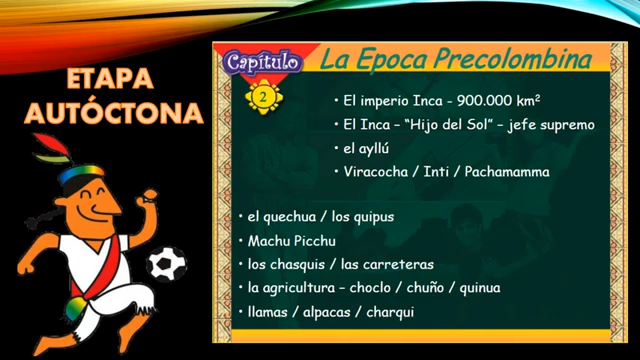 ETAPA
AUTÓCTONA
Capítulo
2
La Epoca Precolombina
• El imperio Inca - 900.000 km²
• El Inca – “Hijo del Sol” – jefe supremo
• el ayllú
• Viracocha / Inti / Pachamamma
• el quechua / los quipus
• Machu Picchu
• los chasquis / las carreteras
• la agricultura – choclo / chuño / quinua
• llamas / alpacas / charqui